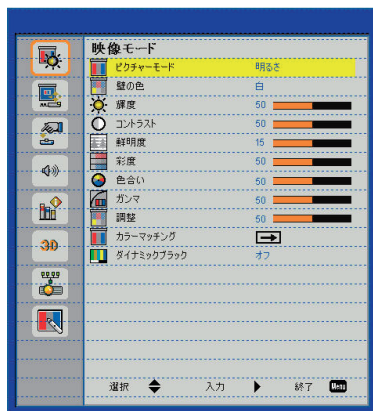 映像モード
ピクチャーモード 明るさ
壁の色 白
輝度 50
コントラスト 50
鮮明度 15
彩度 50
色合い 50
ガンマ 50
調整 50
カラーマッチング
ダイナミックブラック オフ
3D
選択 入力 終了 Menu